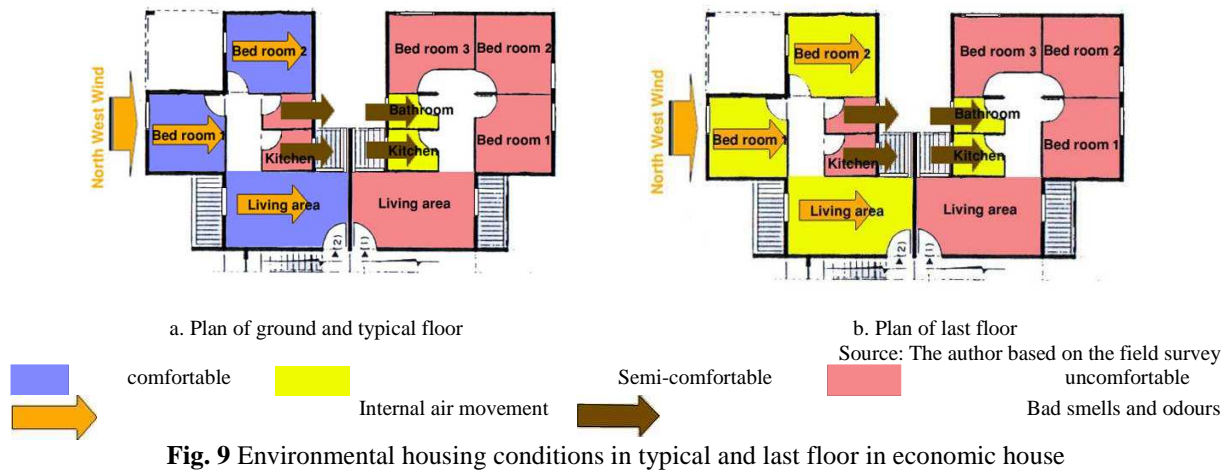 Bed room 2
Bed room 3
Bed room 2
North West Wind
Bed room 1
Bathroom
Kitchen
Kitchen
Bed room 1
Living area
Living area
(2)
(1)
Bed room 2
Bed room 3
Bed room 2
North West Wind
Bed room 1
Bathroom
Kitchen
Kitchen
Bed room 1
Living area
Living area
(2)
(1)
a. Plan of ground and typical floor
b. Plan of last floor
Source: The author based on the field survey
comfortable
Semi-comfortable
uncomfortable
Internal air movement
Bad smells and odours
Fig. 9 Environmental housing conditions in typical and last floor in economic house